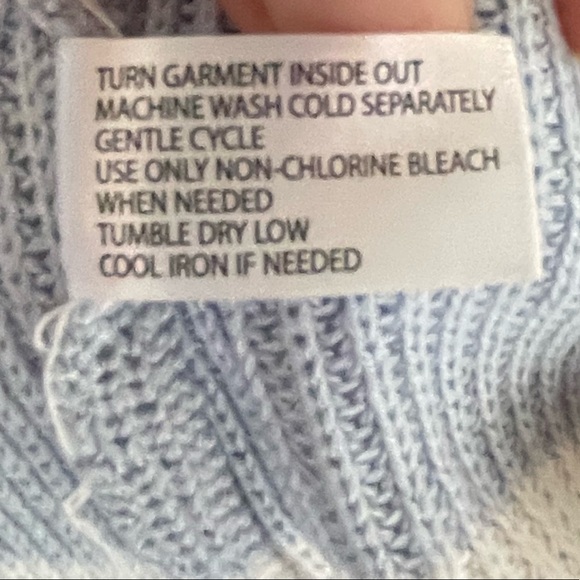 TURN GARMENT INSIDE OUT
MACHINE WASH COLD SEPARATELY
GENTLE CYCLE
USE ONLY NON-CHLORINE BLEACH
WHEN NEEDED
TUMBLE DRY LOW
COOL IRON IF NEEDED